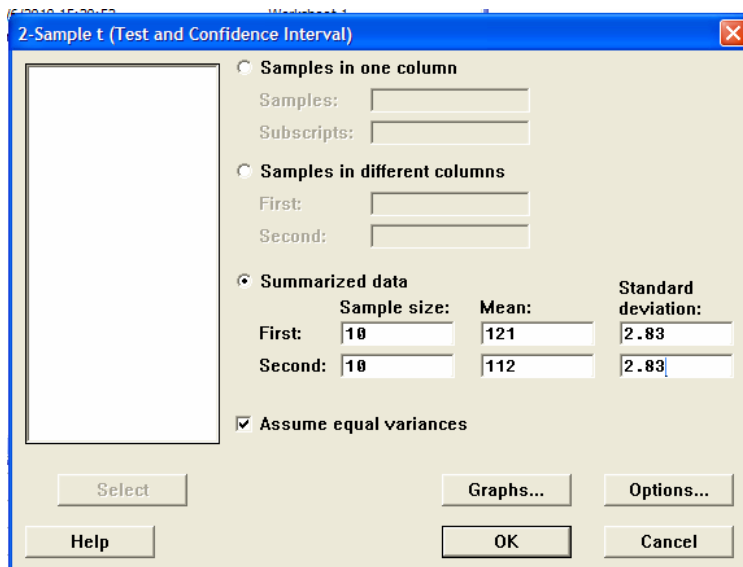 2-Sample t (Test and Confidence Interval)
Samples in one column
Samples:
Subscripts:
Samples in different columns
First:
Second:
Summarized data
Sample size: Mean: Standard deviation:
First: 10 121 2.83
Second: 10 112 2.83
Assume equal variances
Select Graphs... Options...
Help OK Cancel